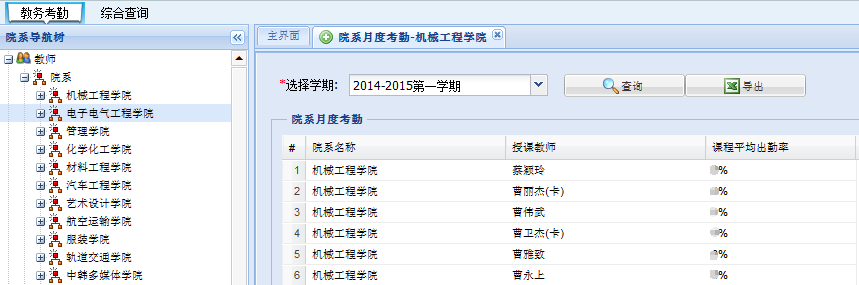 教务考勤 综合查询
院系导航树
教师
院系
机械工程学院
电子电气工程学院
管理学院
化学化工学院
材料工程学院
汽车工程学院
艺术设计学院
航空运输学院
服装学院
轨道交通学院
中韩多媒体学院
主界面 院系月度考勤-机械工程学院
*选择学期: 2014-2015第一学期 查询 导出
院系月度考勤
# 院系名称 授课教师 课程平均出勤率
1 机械工程学院 蔡颖玲 %
2 机械工程学院 曹丽杰(卡) %
3 机械工程学院 曹伟武 %
4 机械工程学院 曹卫杰(卡) %
5 机械工程学院 曹雅致 %
6 机械工程学院 曹永上 %